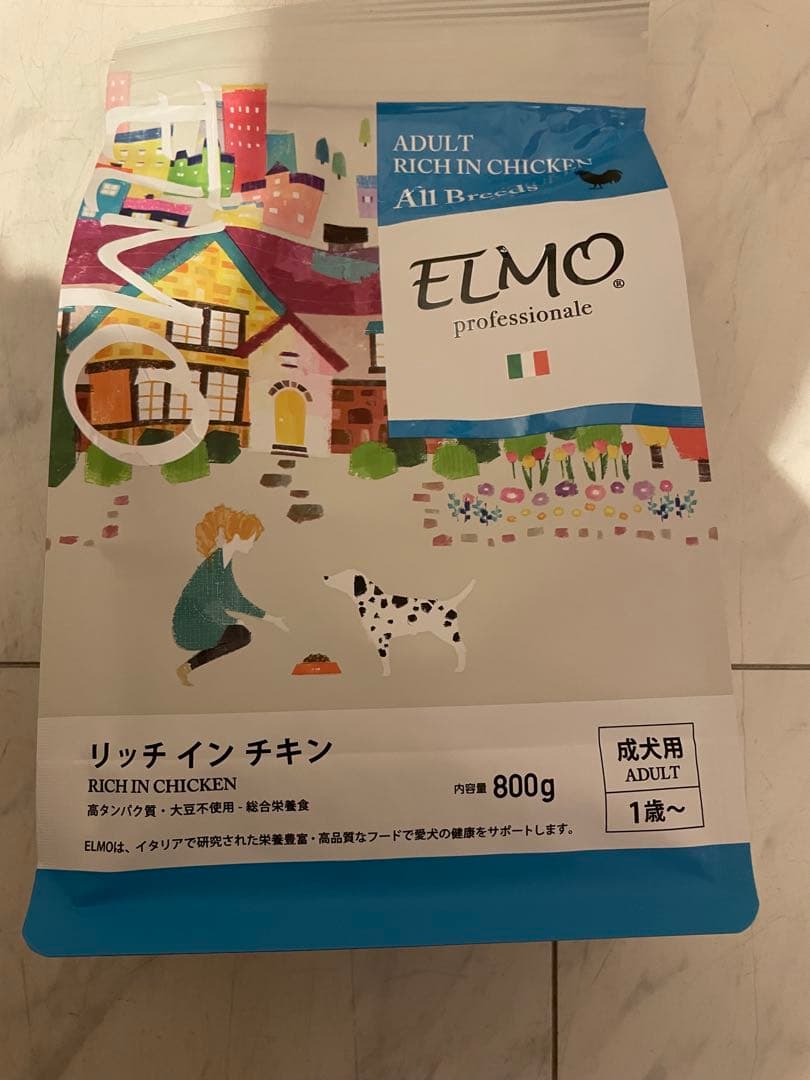 ELMO
ADULT
RICH IN CHICKEN
All Breeds
ELMO®
professionale
リッチ イン チキン
RICH IN CHICKEN
高タンパク質・大豆不使用 - 総合栄養食
内容量 800g
成犬用
ADULT
1歳～
ELMOは、イタリアで研究された栄養豊富・高品質なフードで愛犬の健康をサポートします。